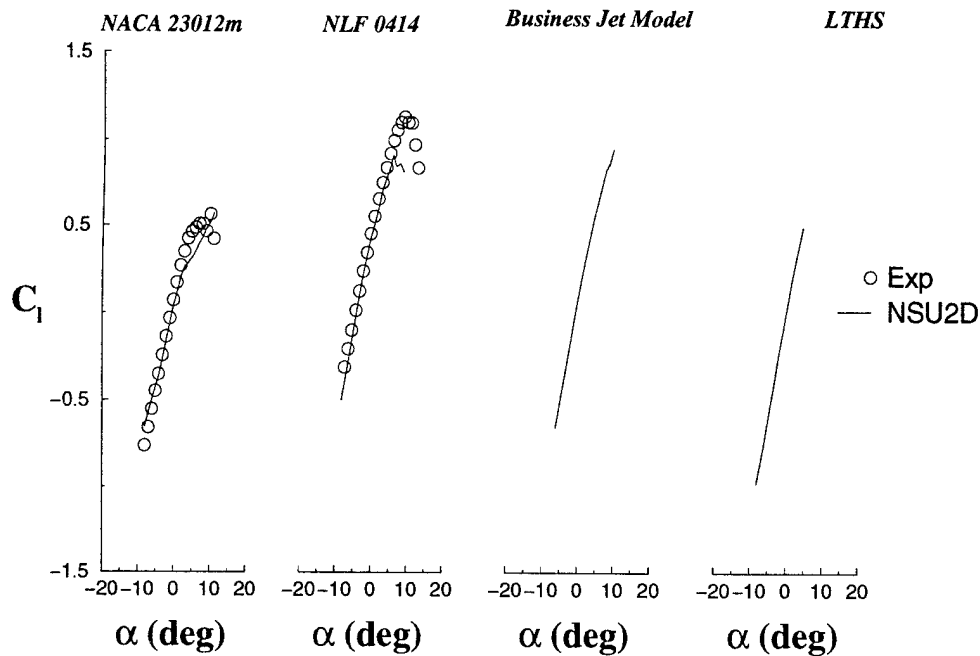 NACA 23012m NLF 0414 Business Jet Model LTHS
1.5
0.5
C_l
−0.5
−1.5
Exp
NSU2D
−20 −10 0 10 20 −20 −10 0 10 20 −20 −10 0 10 20 −20 −10 0 10 20
α (deg) α (deg) α (deg) α (deg)